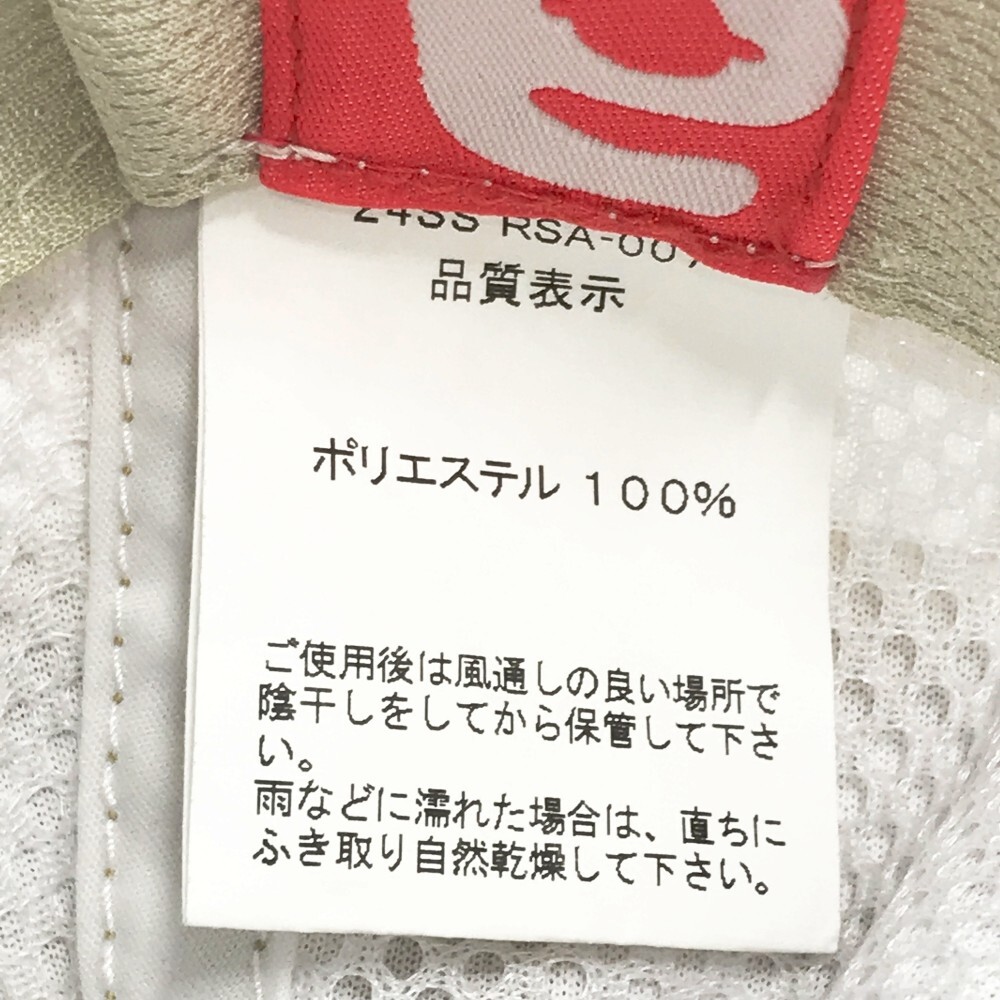 24SS RSA-00
品質表示
ポリエステル 100%
ご使用後は風通しの良い場所で
陰干しをしてから保管して下さ
い。
雨などに濡れた場合は、直ちに
ふき取り自然乾燥して下さい。